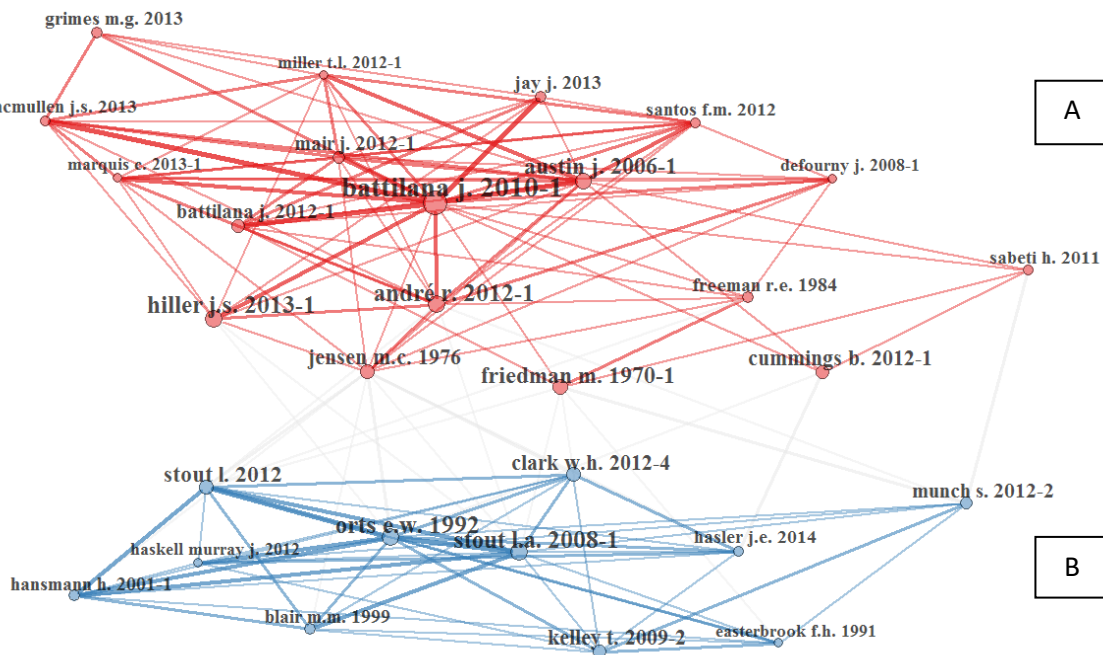 grimes m.g. 2013
miller t.l. 2012-1
jay j. 2013
A
cmullen j.s. 2013
santos f.m. 2012
mair j. 2012-1
marquis c. 2013-1
austin j. 2006-1
defourny j. 2008-1
battilana j. 2010-1
battilana j. 2012-1
sabeti h. 2011
freeman r.e. 1984
hiller j.s. 2013-1
andré r. 2012-1
jensen m.c. 1976
friedman m. 1970-1
cummings b. 2012-1
stout l. 2012
clark w.h. 2012-4
munch s. 2012-2
orts e.w. 1992
stout l.a. 2008-1
hasler j.e. 2014
haskell murray j. 2012
B
hansmann h. 2001-1
blair m.m. 1999
kelley t. 2009-2
easterbrook f.h. 1991